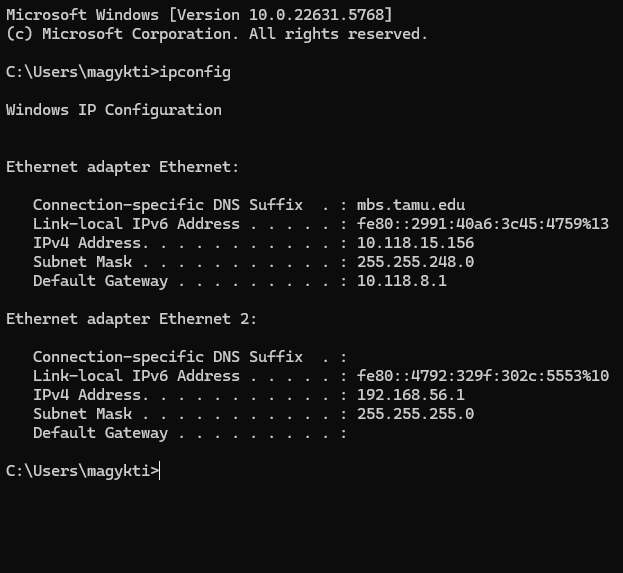 Microsoft Windows [Version 10.0.22631.5768]
(c) Microsoft Corporation. All rights reserved.
C:\Users\magykti>ipconfig
Windows IP Configuration
Ethernet adapter Ethernet:
Connection-specific DNS Suffix  . : mbs.tamu.edu
Link-local IPv6 Address . . . . . : fe80::2991:40a6:3c45:4759%13
IPv4 Address. . . . . . . . . . . : 10.118.15.156
Subnet Mask . . . . . . . . . . . : 255.255.248.0
Default Gateway . . . . . . . . . : 10.118.8.1
Ethernet adapter Ethernet 2:
Connection-specific DNS Suffix  . :
Link-local IPv6 Address . . . . . : fe80::4792:329f:302c:5553%10
IPv4 Address. . . . . . . . . . . : 192.168.56.1
Subnet Mask . . . . . . . . . . . : 255.255.255.0
Default Gateway . . . . . . . . . :
C:\Users\magykti>